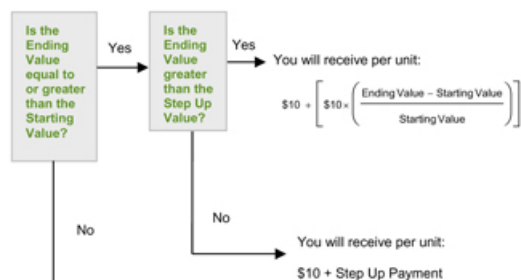 Is the
Ending
Value
equal to
or greater
than the
Starting
Value?
Yes
Is the
Ending
Value
greater
than the
Step Up
Value?
Yes
You will receive per unit:
$10 + [ $10 × ( Ending Value – Starting Value
Starting Value ) ]
No
No
You will receive per unit:
$10 + Step Up Payment